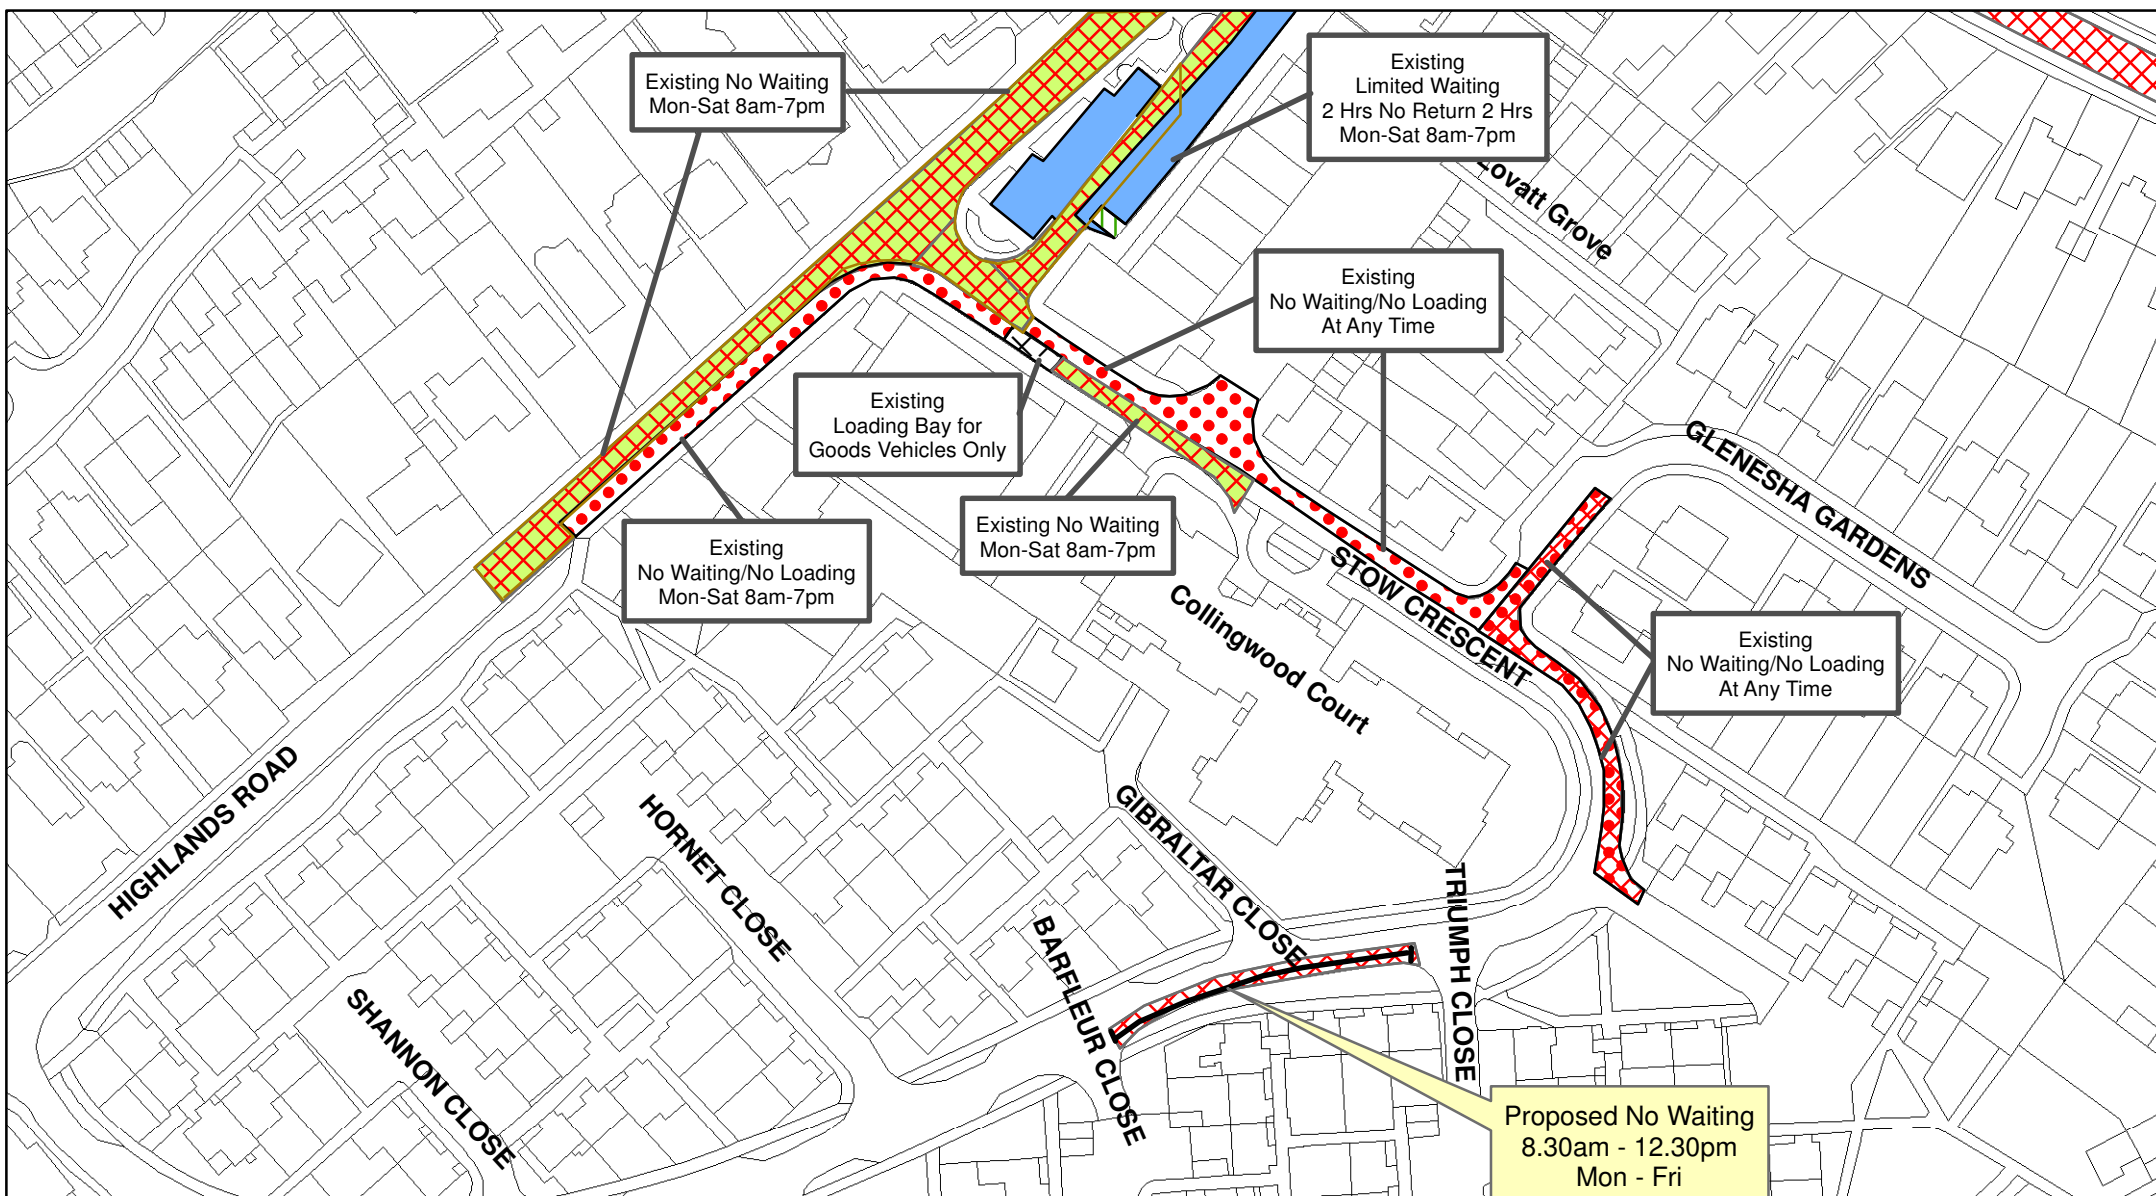 Existing No Waiting
Mon-Sat 8am-7pm
Existing
Limited Waiting
2 Hrs No Return 2 Hrs
Mon-Sat 8am-7pm
Lovatt Grove
Existing
No Waiting/No Loading
At Any Time
Existing
Loading Bay for
Goods Vehicles Only
Existing No Waiting
Mon-Sat 8am-7pm
Existing
No Waiting/No Loading
Mon-Sat 8am-7pm
GLENESHA GARDENS
STOW CRESCENT
Collingwood Court
Existing
No Waiting/No Loading
At Any Time
HIGHLANDS ROAD
HORNET CLOSE
GIBRALTAR CLOSE
TRIUMPH CLOSE
BARFLEUR CLOSE
SHANNON CLOSE
Proposed No Waiting
8.30am - 12.30pm
Mon - Fri